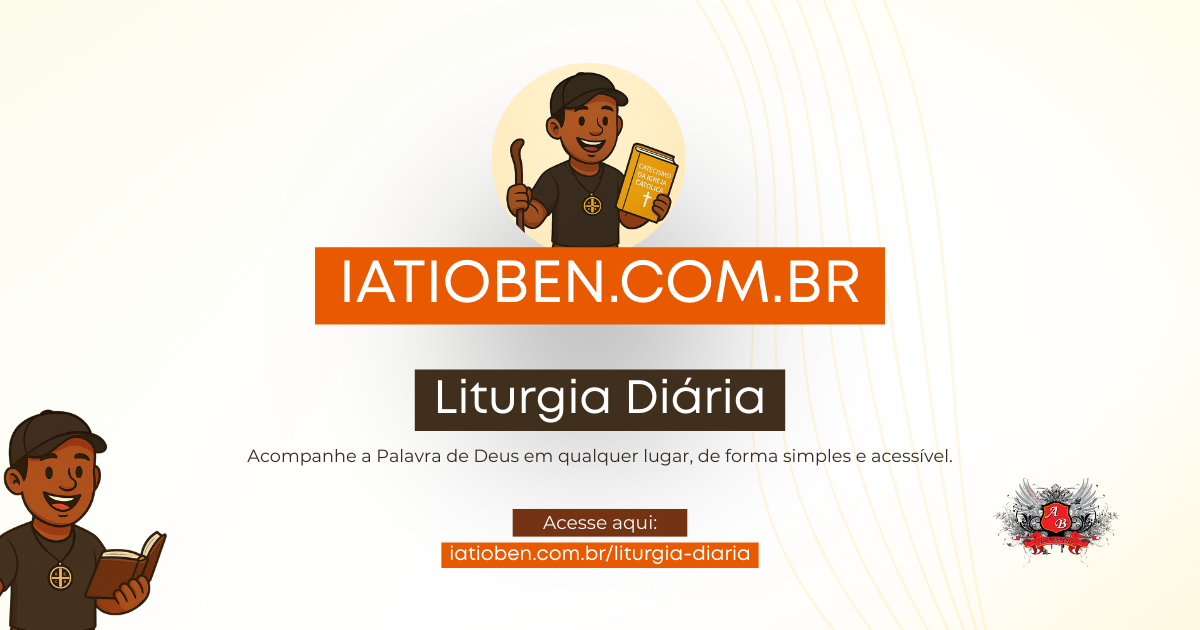 CATECISMO
DA IGREJA
CATÓLICA
IATIOBEN.COM.BR
Liturgia Diária
Acompanhe a Palavra de Deus em qualquer lugar, de forma simples e acessível.
Acesse aqui:
iatioben.com.br/liturgia-diaria
A
B